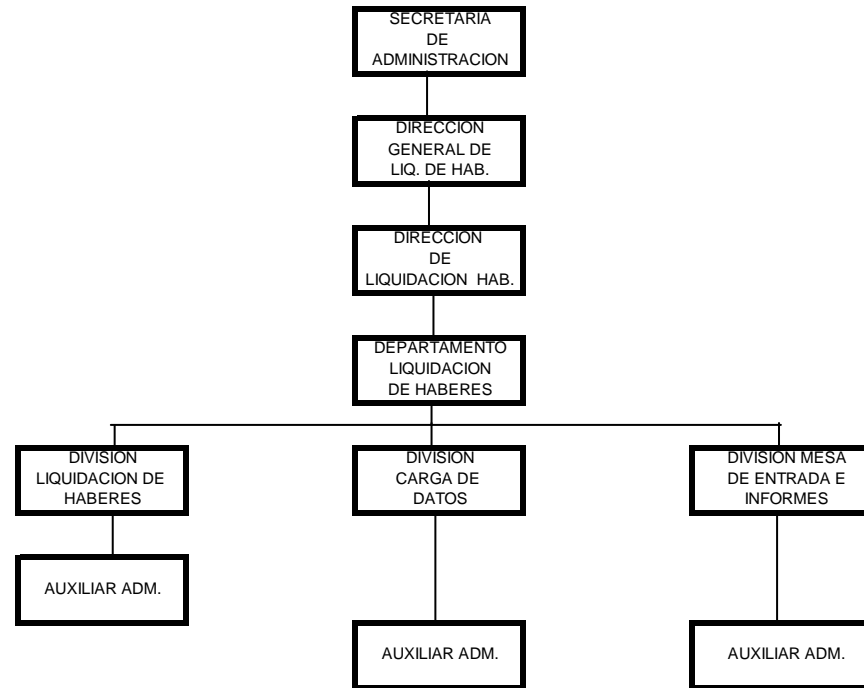 SECRETARIA
DE
ADMINISTRACION
DIRECCION
GENERAL DE
LIQ. DE HAB.
DIRECCION
DE
LIQUIDACION HAB.
DEPARTAMENTO
LIQUIDACION
DE HABERES
DIVISION
LIQUIDACION DE
HABERES
DIVISION
CARGA DE
DATOS
DIVISION MESA
DE ENTRADA E
INFORMES
AUXILIAR ADM.
AUXILIAR ADM.
AUXILIAR ADM.